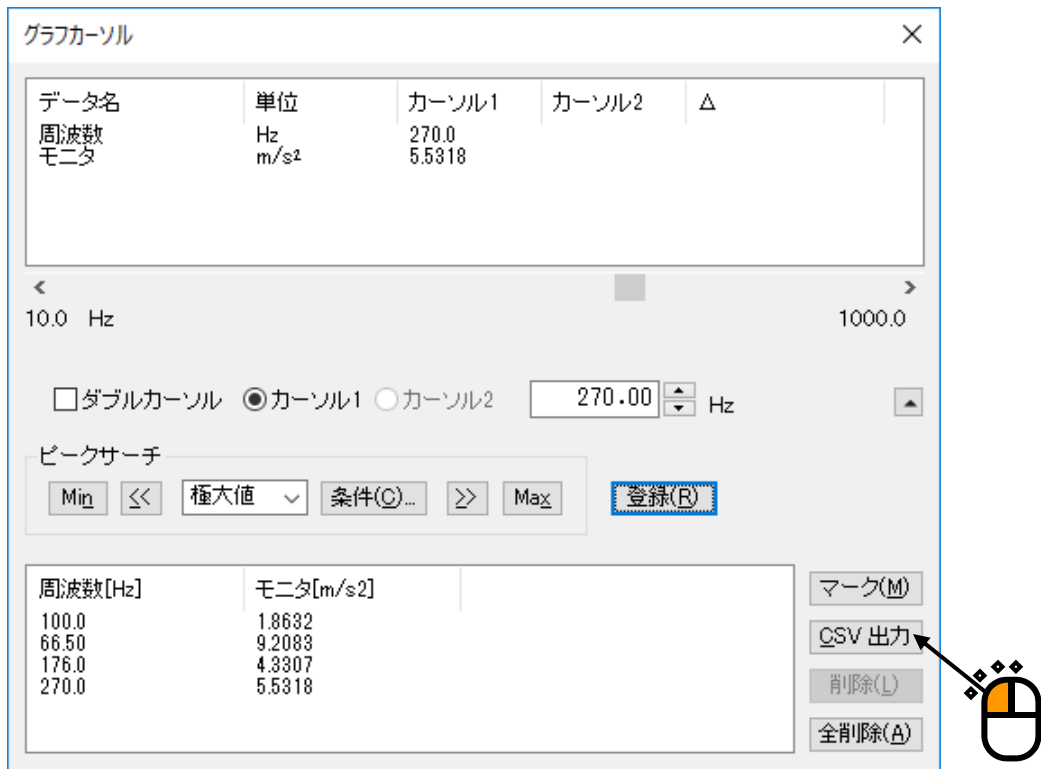 グラフカーソル
データ名 単位 カーソル1 カーソル2 Δ
周波数 Hz 270.0
モニタ m/s² 5.5318
10.0 Hz 1000.0
ダブルカーソル カーソル1 カーソル2 270.00 Hz
ピークサーチ
Min << 極大値 条件(C)... >> Max 登録(R)
周波数[Hz] モニタ[m/s2] マーク(M)
100.0 1.8632
66.50 9.2083 CSV 出力
176.0 4.3307
270.0 5.5318 削除(L)
全削除(A)